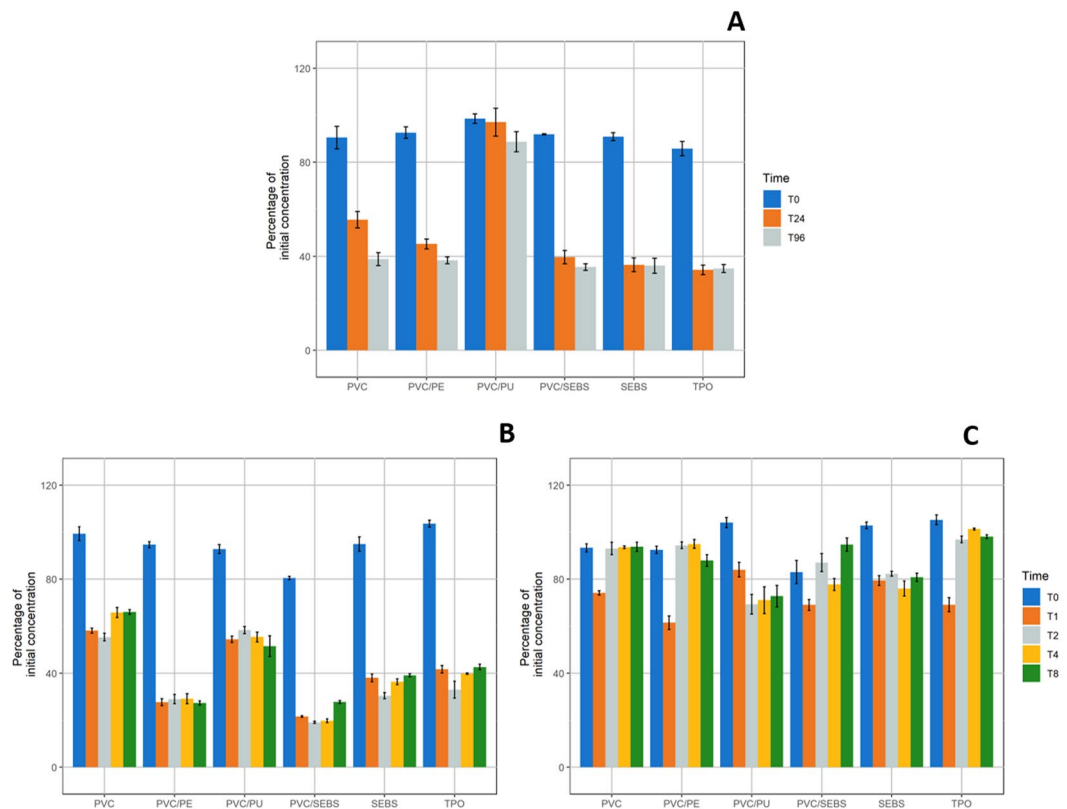 A
Percentage of
initial concentration
120
80
40
0
PVC PVC/PE PVC/PU PVC/SEBS SEBS TPO
Time
T0
T24
T96
B
Percentage of
initial concentration
120
80
40
0
PVC PVC/PE PVC/PU PVC/SEBS SEBS TPO
C
Percentage of
initial concentration
120
80
40
0
PVC PVC/PE PVC/PU PVC/SEBS SEBS TPO
Time
T0
T1
T2
T4
T8